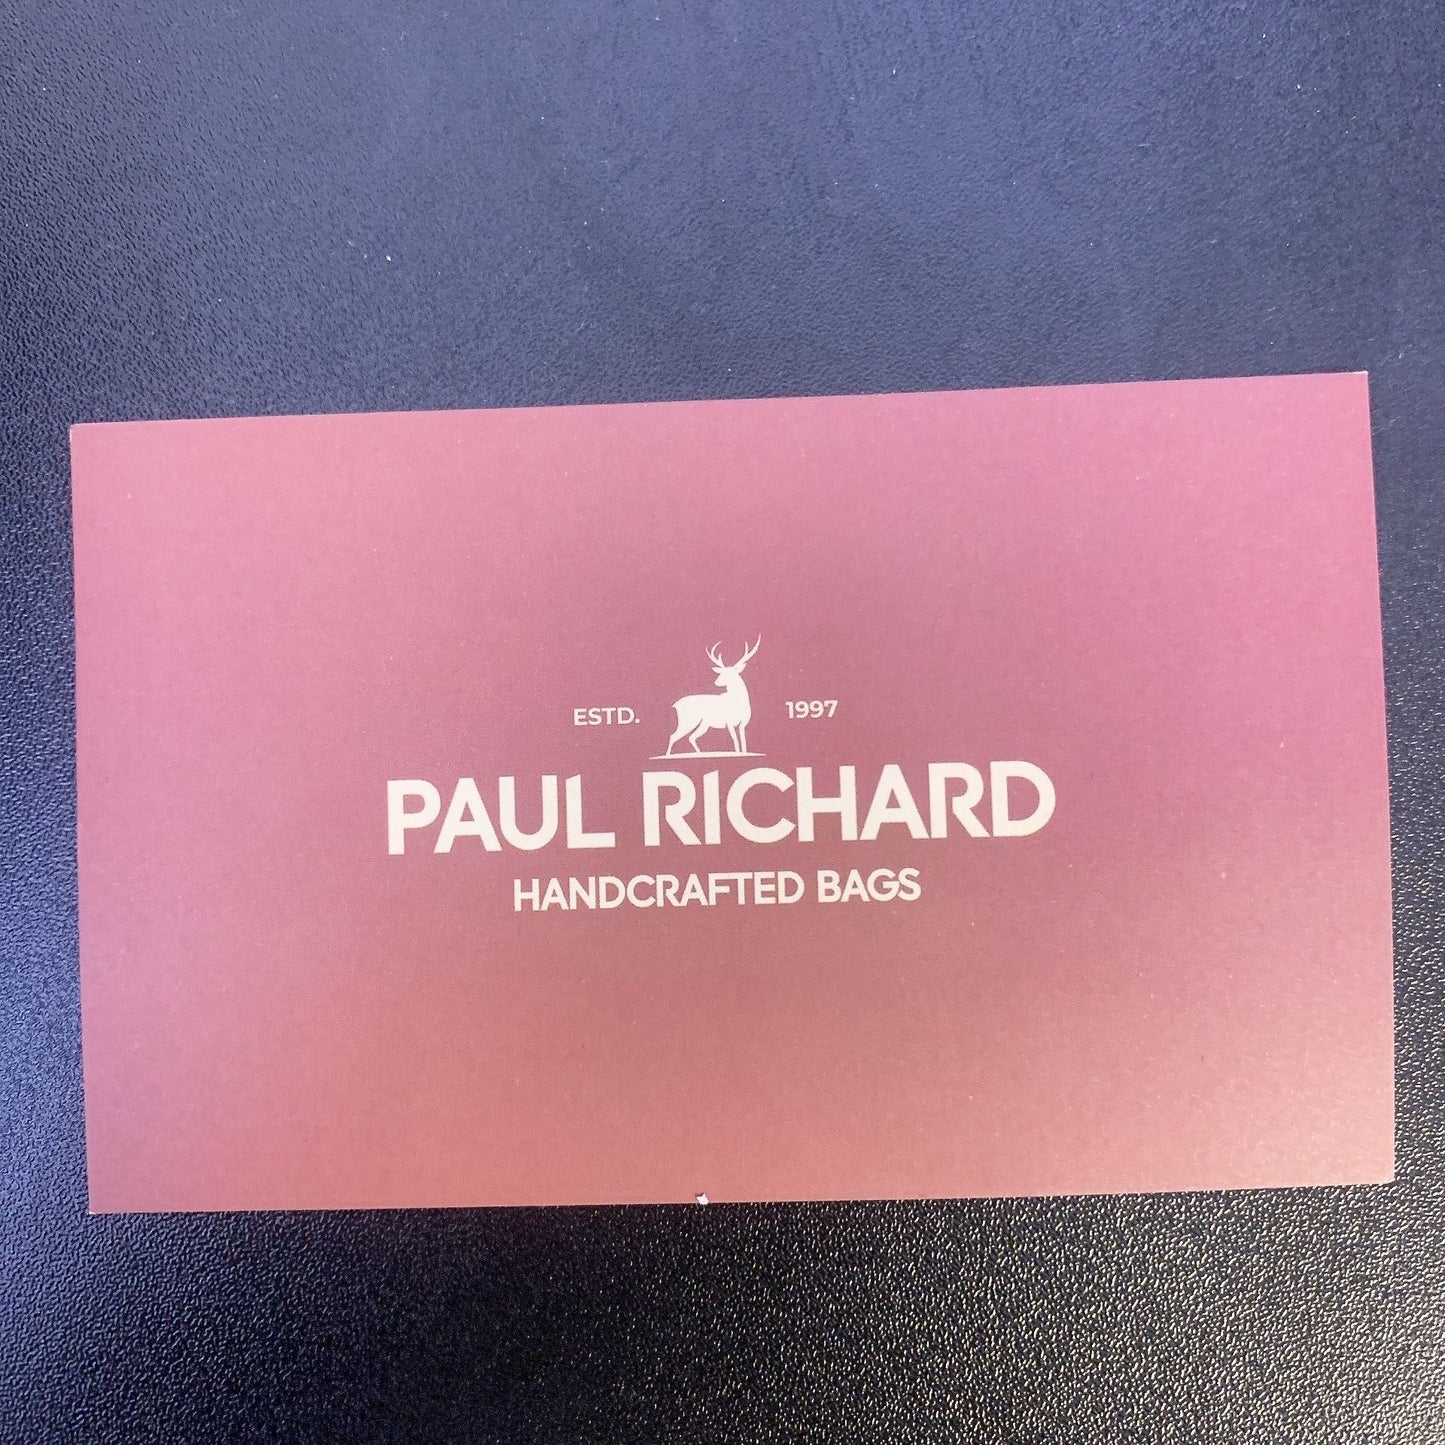 ESTD. 1997
PAUL RICHARD
HANDCRAFTED BAGS